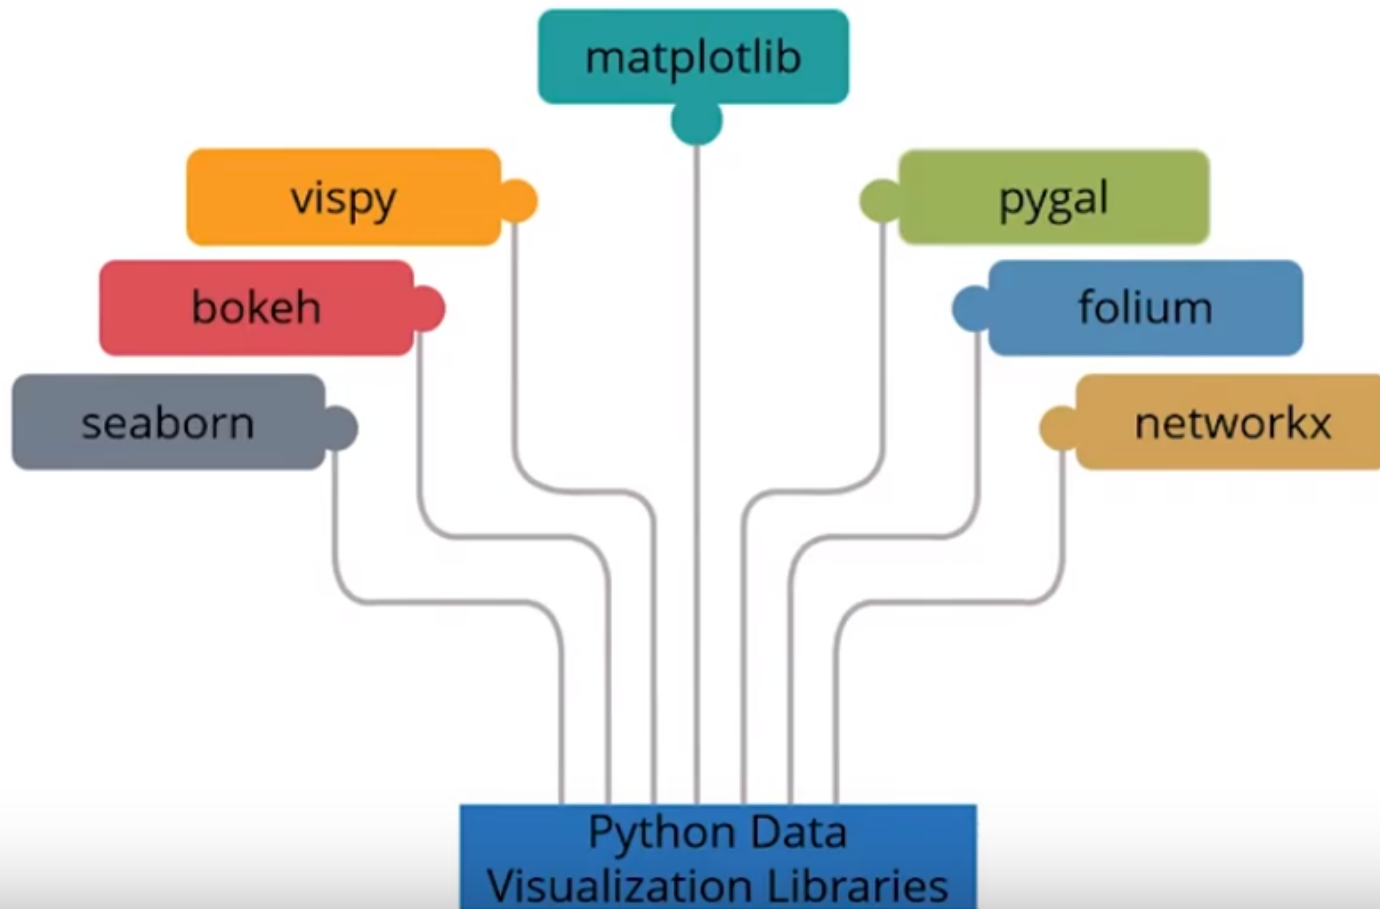 matplotlib
vispy
pygal
bokeh
folium
seaborn
networkx
Python Data
Visualization Libraries